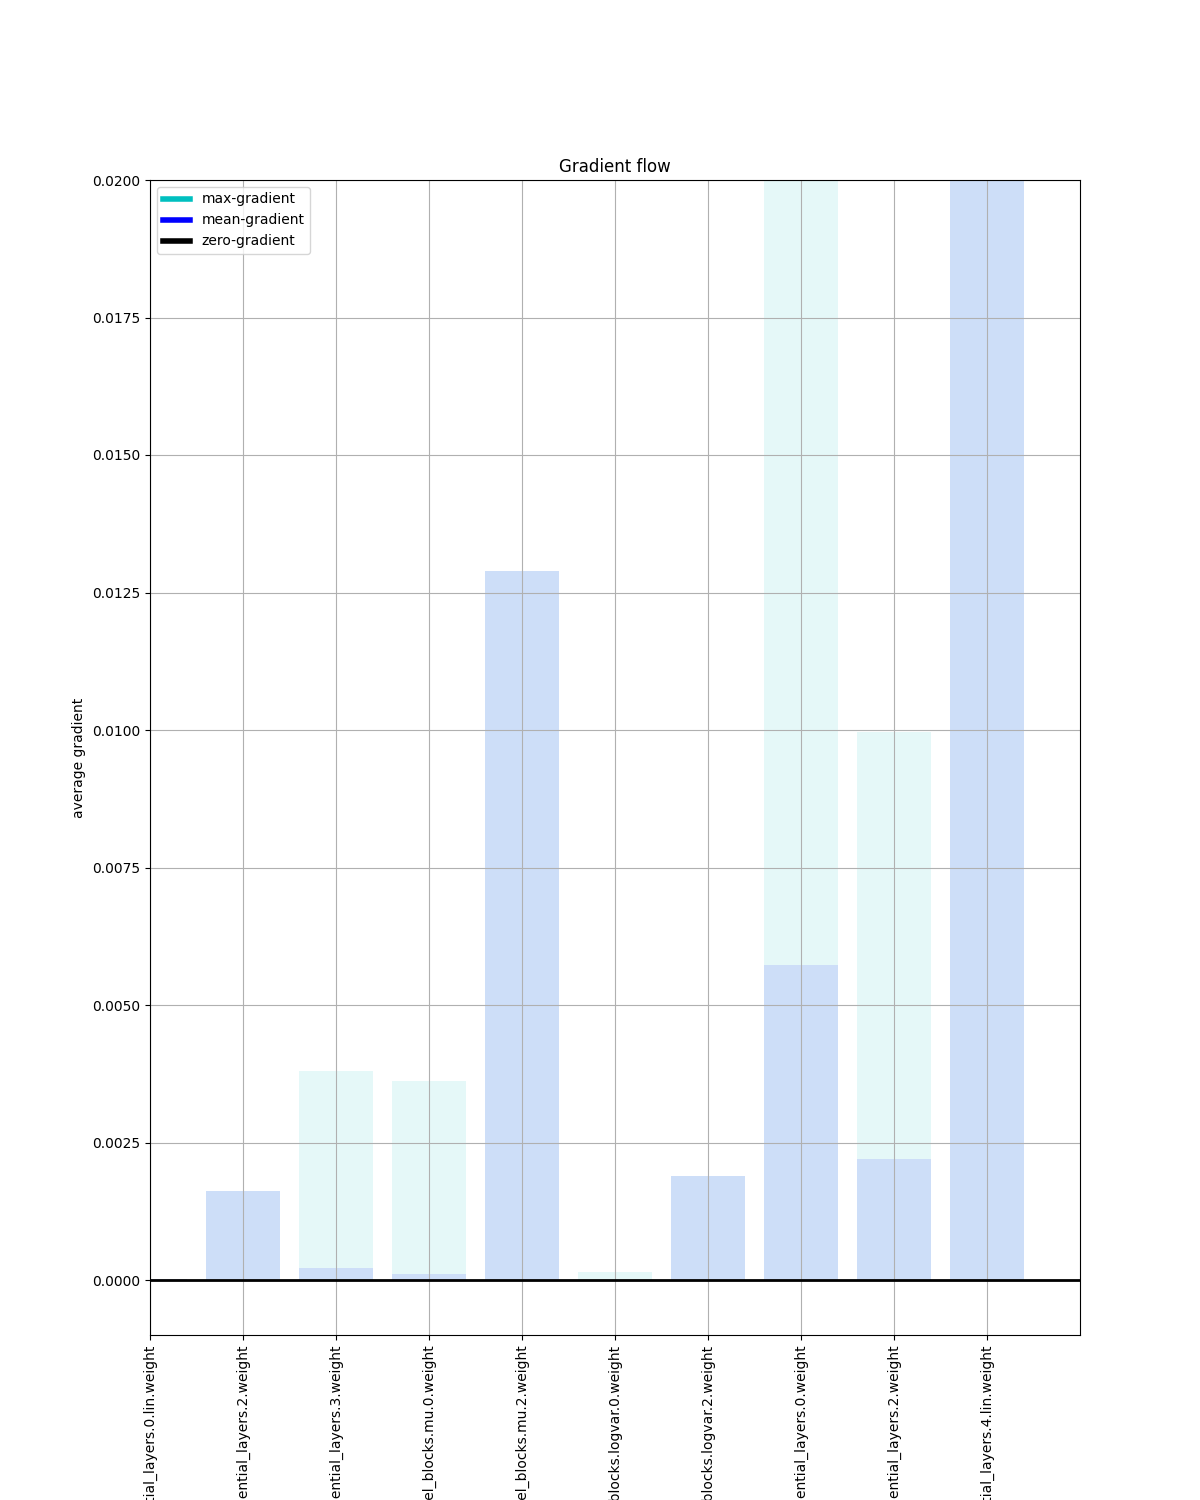 Gradient flow
max-gradient
mean-gradient
zero-gradient
0.0200
0.0175
0.0150
0.0125
0.0100
0.0075
0.0050
0.0025
0.0000
average gradient
tial_layers.0.lin.weight
ential_layers.2.weight
ential_layers.3.weight
el_blocks.mu.0.weight
el_blocks.mu.2.weight
blocks.logvar.0.weight
blocks.logvar.2.weight
ential_layers.0.weight
ential_layers.2.weight
tial_layers.4.lin.weight